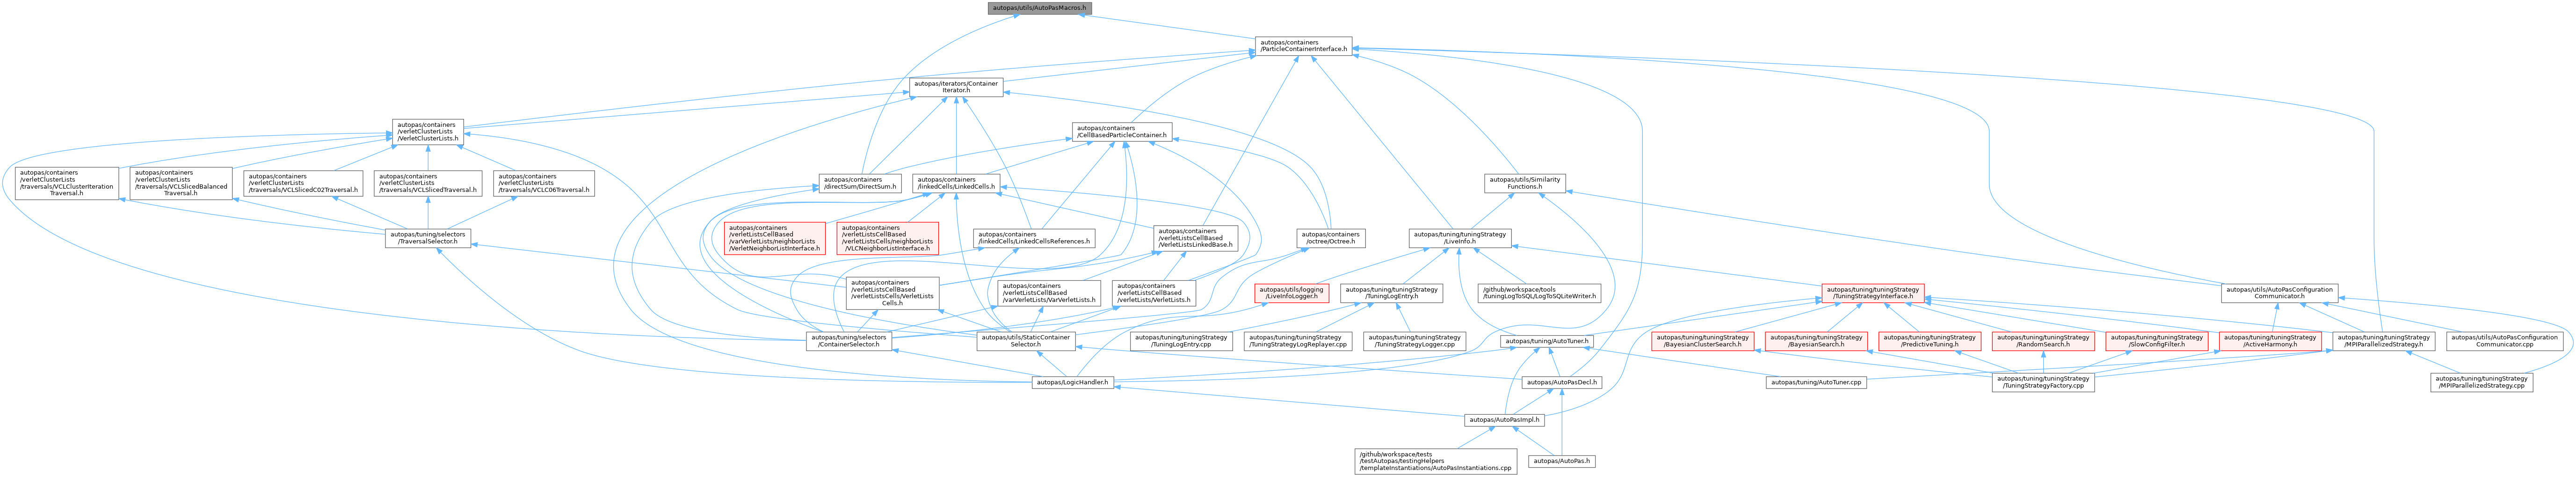 autopas/utils/AutoPasMacros.h
autopas/containers
/ParticleContainerInterface.h
autopas/iterators/Container
Iterator.h
autopas/containers
/verletClusterLists
/VerletClusterLists.h
autopas/containers
/CellBasedParticleContainer.h
autopas/containers
/verletClusterLists
/traversals/VCLClusterIteration
Traversal.h
autopas/containers
/verletClusterLists
/traversals/VCLSlicedBalanced
Traversal.h
autopas/containers
/verletClusterLists
/traversals/VCLSlicedC02Traversal.h
autopas/containers
/verletClusterLists
/traversals/VCLSlicedTraversal.h
autopas/containers
/verletClusterLists
/traversals/VCLC06Traversal.h
autopas/containers
/directSum/DirectSum.h
autopas/containers
/linkedCells/LinkedCells.h
autopas/utils/Similarity
Functions.h
autopas/tuning/selectors
/TraversalSelector.h
autopas/containers
/verletListsCellBased
/varVerletLists/neighborLists
/VerletNeighborListInterface.h
autopas/containers
/verletListsCellBased
/verletListsCells/neighborLists
/VLCNeighborListInterface.h
autopas/containers
/linkedCells/LinkedCellsReferences.h
autopas/containers
/verletListsCellBased
/VerletListsLinkedBase.h
autopas/containers
/octree/Octree.h
autopas/tuning/tuningStrategy
/LiveInfo.h
autopas/containers
/verletListsCellBased
/verletListsCells/VerletLists
Cells.h
autopas/containers
/verletListsCellBased
/varVerletLists/VarVerletLists.h
autopas/containers
/verletListsCellBased
/verletLists/VerletLists.h
autopas/utils/logging
/LiveInfoLogger.h
autopas/tuning/tuningStrategy
/TuningLogEntry.h
/github/workspace/tools
/tuningLogToSQL/LogToSQLiteWriter.h
autopas/tuning/tuningStrategy
/TuningStrategyInterface.h
autopas/utils/AutoPasConfiguration
Communicator.h
autopas/tuning/selectors
/ContainerSelector.h
autopas/utils/StaticContainer
Selector.h
autopas/tuning/tuningStrategy
/TuningLogEntry.cpp
autopas/tuning/tuningStrategy
/TuningStrategyLogReplayer.cpp
autopas/tuning/tuningStrategy
/TuningStrategyLogger.cpp
autopas/tuning/AutoTuner.h
autopas/tuning/tuningStrategy
/BayesianClusterSearch.h
autopas/tuning/tuningStrategy
/BayesianSearch.h
autopas/tuning/tuningStrategy
/PredictiveTuning.h
autopas/tuning/tuningStrategy
/RandomSearch.h
autopas/tuning/tuningStrategy
/SlowConfigFilter.h
autopas/tuning/tuningStrategy
/ActiveHarmony.h
autopas/tuning/tuningStrategy
/MPIParallelizedStrategy.h
autopas/utils/AutoPasConfiguration
Communicator.cpp
autopas/LogicHandler.h
autopas/AutoPasDecl.h
autopas/tuning/AutoTuner.cpp
autopas/tuning/tuningStrategy
/TuningStrategyFactory.cpp
autopas/tuning/tuningStrategy
/MPIParallelizedStrategy.cpp
autopas/AutoPasImpl.h
/github/workspace/tests
/testAutopas/testingHelpers
/templateInstantiations/AutoPasInstantiations.cpp
autopas/AutoPas.h